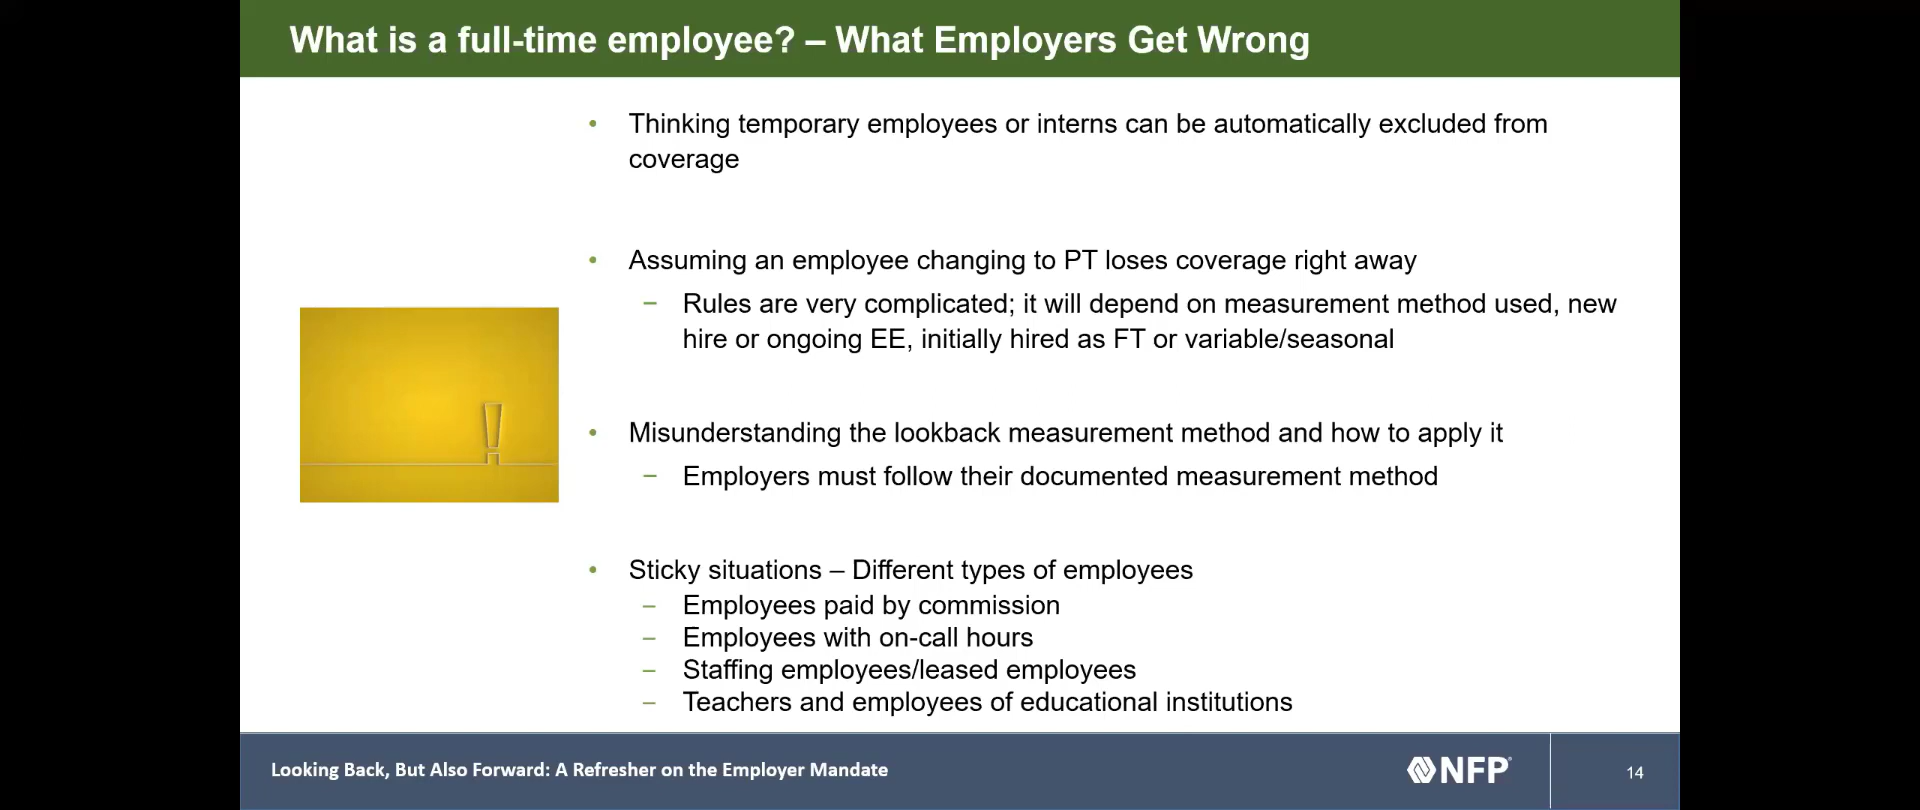 What is a full-time employee? – What Employers Get Wrong
• Thinking temporary employees or interns can be automatically excluded from
coverage
• Assuming an employee changing to PT loses coverage right away
– Rules are very complicated; it will depend on measurement method used, new
hire or ongoing EE, initially hired as FT or variable/seasonal
• Misunderstanding the lookback measurement method and how to apply it
– Employers must follow their documented measurement method
• Sticky situations – Different types of employees
– Employees paid by commission
– Employees with on-call hours
– Staffing employees/leased employees
– Teachers and employees of educational institutions
!
Looking Back, But Also Forward: A Refresher on the Employer Mandate
NFP
14